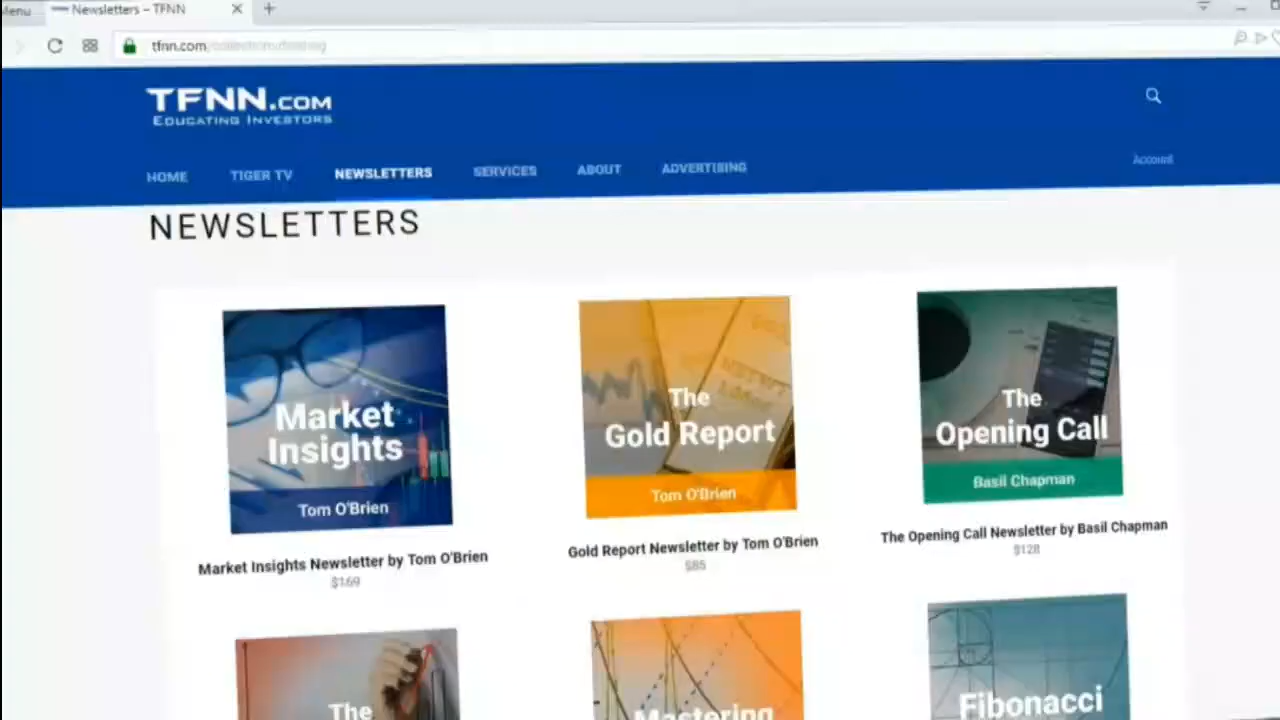 Menu
Newsletters – TFNN
tfnn.com
TFNN.COM
EDUCATING INVESTORS
Account
HOME
TIGER TV
NEWSLETTERS
SERVICES
ABOUT
ADVERTISING
NEWSLETTERS
Market
Insights
Tom O'Brien
Market Insights Newsletter by Tom O'Brien
$169
The
Gold Report
Tom O'Brien
Gold Report Newsletter by Tom O'Brien
$85
The
Opening Call
Basil Chapman
The Opening Call Newsletter by Basil Chapman
$128
The
Mastering
Fibonacci